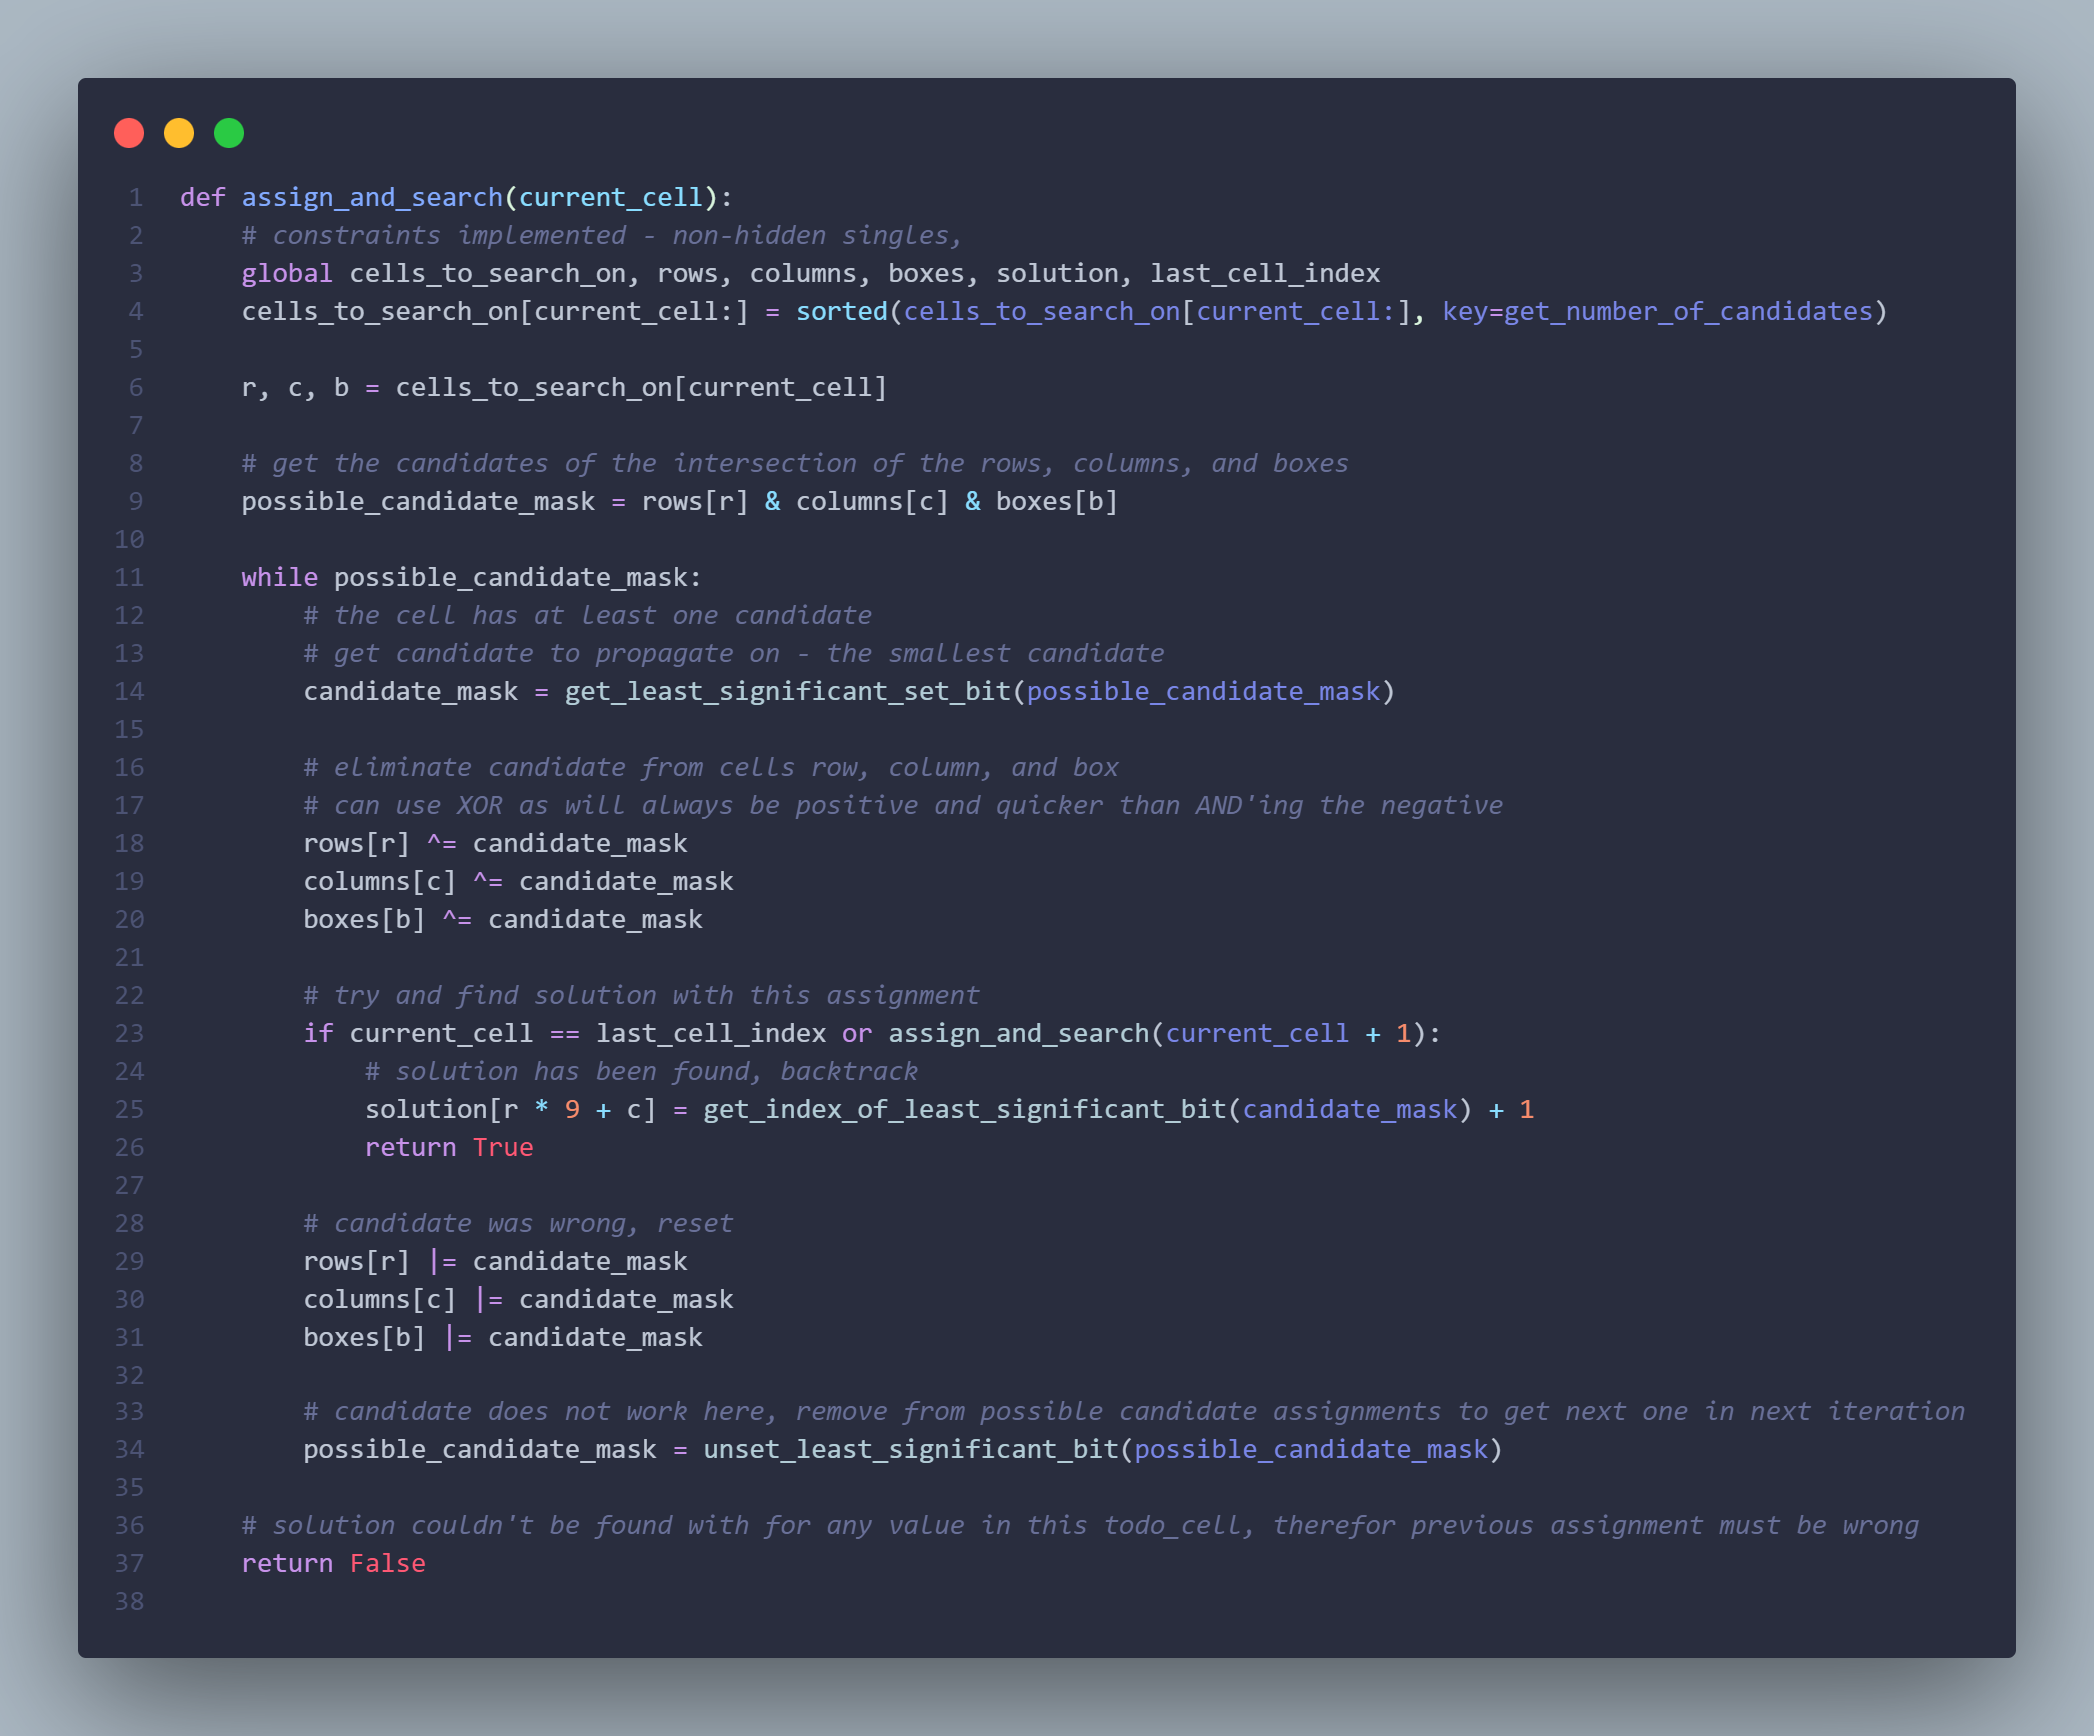 1 def assign_and_search(current_cell):
2     # constraints implemented - non-hidden singles,
3     global cells_to_search_on, rows, columns, boxes, solution, last_cell_index
4     cells_to_search_on[current_cell:] = sorted(cells_to_search_on[current_cell:], key=get_number_of_candidates)
5
6     r, c, b = cells_to_search_on[current_cell]
7
8     # get the candidates of the intersection of the rows, columns, and boxes
9     possible_candidate_mask = rows[r] & columns[c] & boxes[b]
10
11     while possible_candidate_mask:
12         # the cell has at least one candidate
13         # get candidate to propagate on - the smallest candidate
14         candidate_mask = get_least_significant_set_bit(possible_candidate_mask)
15
16         # eliminate candidate from cells row, column, and box
17         # can use XOR as will always be positive and quicker than AND'ing the negative
18         rows[r] ^= candidate_mask
19         columns[c] ^= candidate_mask
20         boxes[b] ^= candidate_mask
21
22         # try and find solution with this assignment
23         if current_cell == last_cell_index or assign_and_search(current_cell + 1):
24             # solution has been found, backtrack
25             solution[r * 9 + c] = get_index_of_least_significant_bit(candidate_mask) + 1
26             return True
27
28         # candidate was wrong, reset
29         rows[r] |= candidate_mask
30         columns[c] |= candidate_mask
31         boxes[b] |= candidate_mask
32
33         # candidate does not work here, remove from possible candidate assignments to get next one in next iteration
34         possible_candidate_mask = unset_least_significant_bit(possible_candidate_mask)
35
36     # solution couldn't be found with for any value in this todo_cell, therefor previous assignment must be wrong
37     return False
38